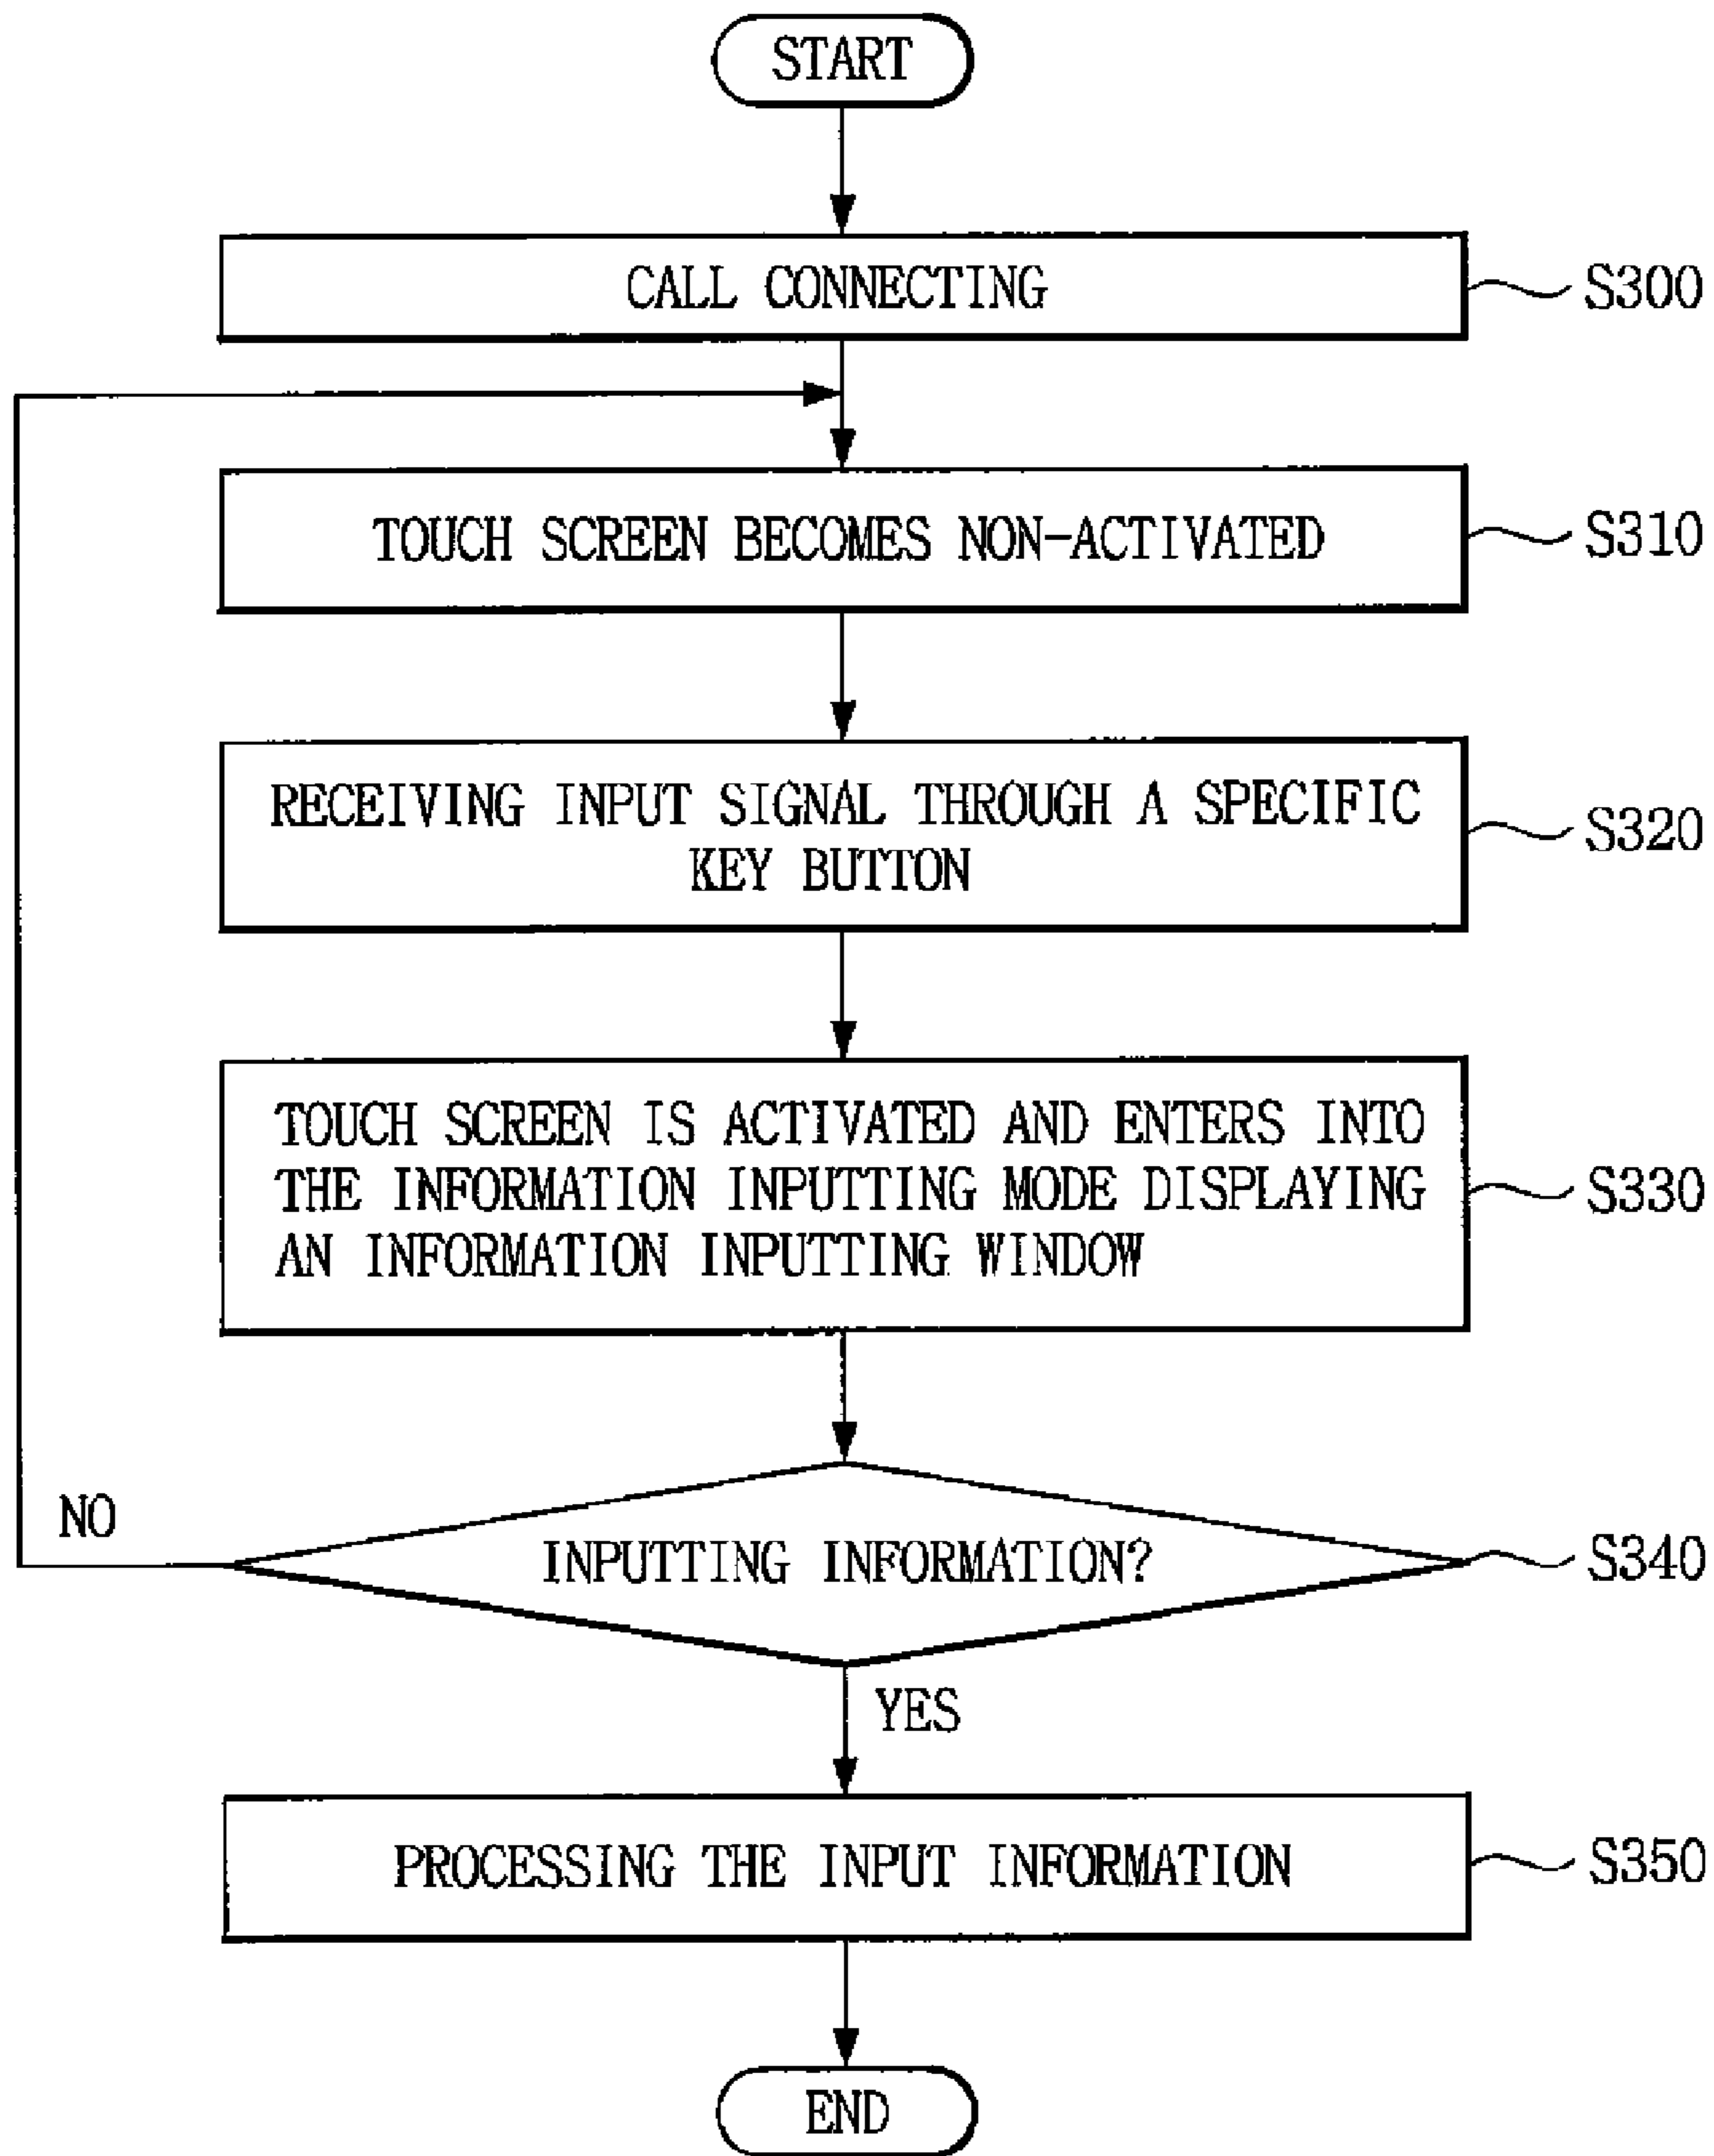 START
CALL CONNECTING
S300
TOUCH SCREEN BECOMES NON-ACTIVATED
S310
RECEIVING INPUT SIGNAL THROUGH A SPECIFIC
KEY BUTTON
S320
TOUCH SCREEN IS ACTIVATED AND ENTERS INTO
THE INFORMATION INPUTTING MODE DISPLAYING
AN INFORMATION INPUTTING WINDOW
S330
NO
INPUTTING INFORMATION?
S340
YES
PROCESSING THE INPUT INFORMATION
S350
END